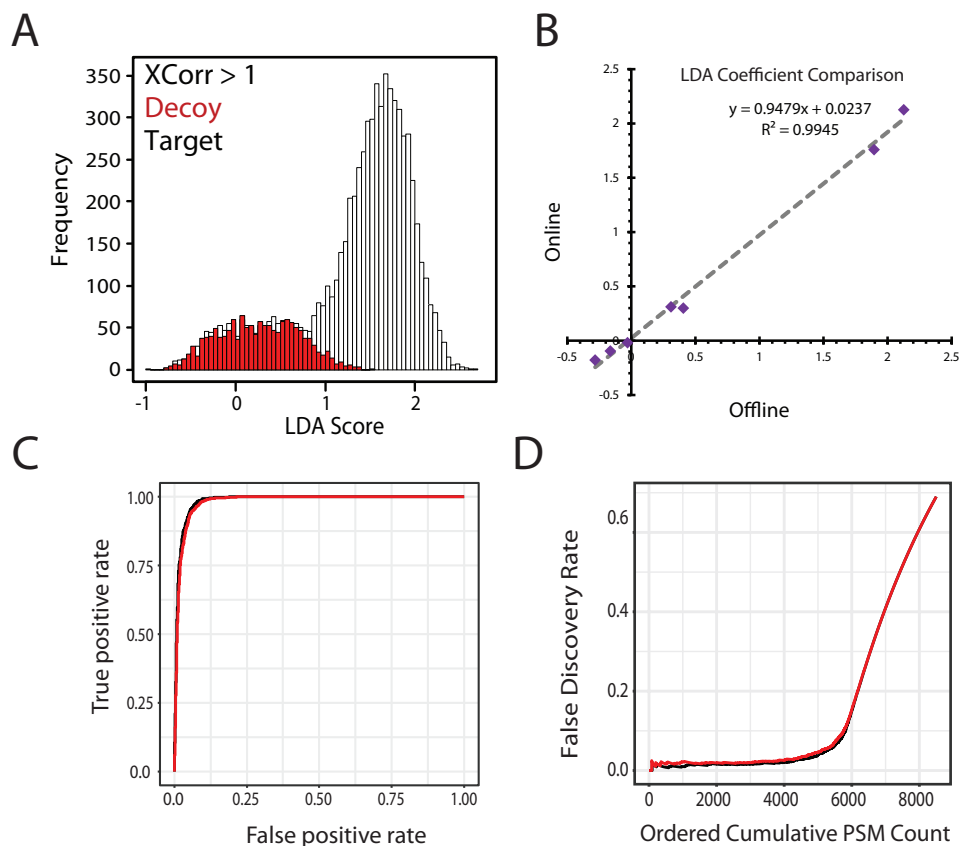 A
XCorr > 1
Decoy
Target
350
300
250
200
150
100
50
0
Frequency
-1
0
1
2
LDA Score
B
LDA Coefficient Comparison
y = 0.9479x + 0.0237
R² = 0.9945
2.5
2
1.5
1
0.5
0
-0.5
Online
-0.5
0
0.5
1
1.5
2
2.5
Offline
C
1.00
0.75
0.50
0.25
0.0
True positive rate
0.0
0.25
0.50
0.75
1.00
False positive rate
D
0.6
0.4
0.2
0.0
False Discovery Rate
0
2000
4000
6000
8000
Ordered Cumulative PSM Count